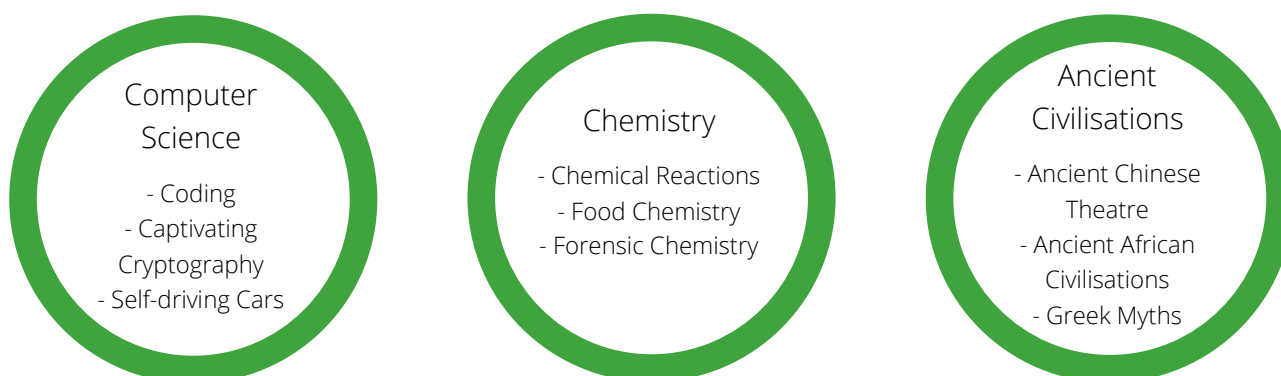 Computer
Science
- Coding
- Captivating
Cryptography
- Self-driving Cars
Chemistry
- Chemical Reactions
- Food Chemistry
- Forensic Chemistry
Ancient
Civilisations
- Ancient Chinese
Theatre
- Ancient African
Civilisations
- Greek Myths